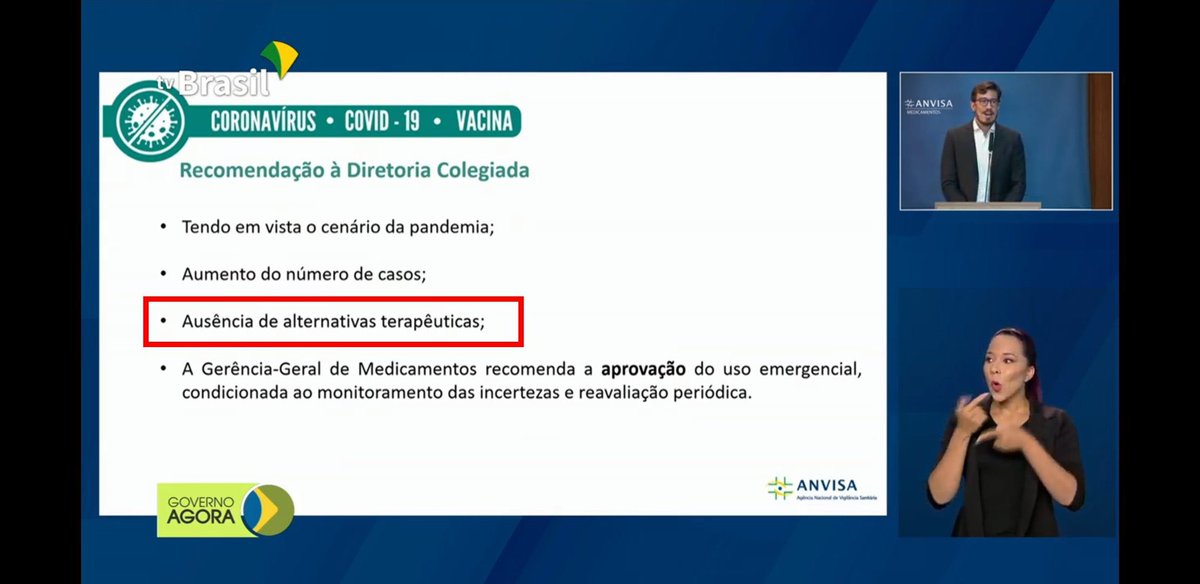 tv Brasil
CORONAVÍRUS • COVID - 19 • VACINA
Recomendação à Diretoria Colegiada
• Tendo em vista o cenário da pandemia;
• Aumento do número de casos;
• Ausência de alternativas terapêuticas;
• A Gerência-Geral de Medicamentos recomenda a aprovação do uso emergencial,
condicionada ao monitoramento das incertezas e reavaliação periódica.
ANVISA
Agência Nacional de Vigilância Sanitária
GOVERNO
AGORA
ANVISA
MEDICAMENTOS